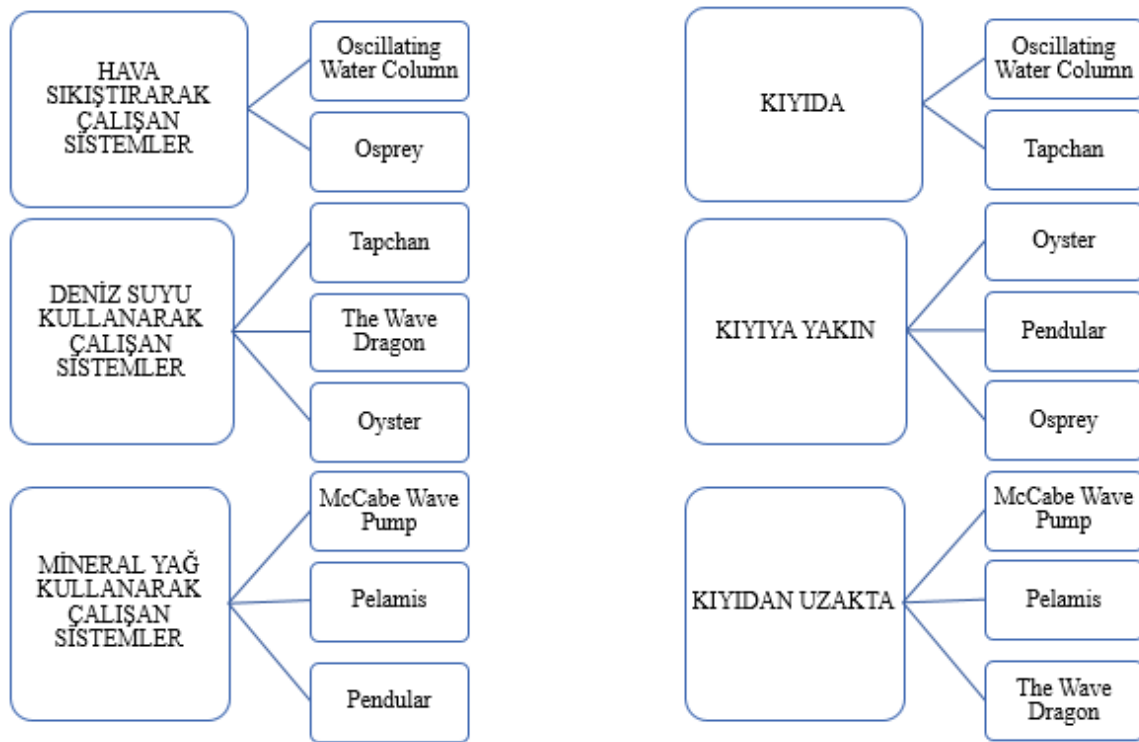 HAVA
SIKIŞTIRARAK
ÇALIŞAN
SİSTEMLER
Oscillating
Water Column
Osprey
DENİZ SUYU
KULLANARAK
ÇALIŞAN
SİSTEMLER
Tapchan
The Wave
Dragon
Oyster
MİNERAL YAĞ
KULLANARAK
ÇALIŞAN
SİSTEMLER
McCabe Wave
Pump
Pelamis
Pendular
KIYIDA
Oscillating
Water Column
Tapchan
KIYIYA YAKIN
Oyster
Pendular
Osprey
KIYIDAN UZAKTA
McCabe Wave
Pump
Pelamis
The Wave
Dragon